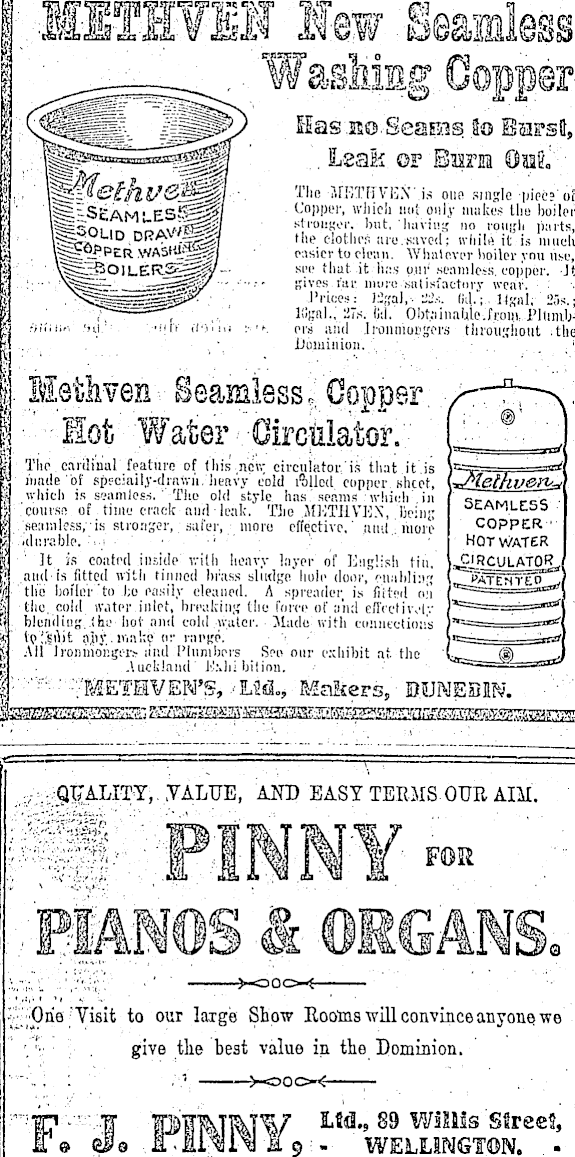 METHVEN New Seamless
Washing Copper
Has no Seams to Burst,
Leak or Burn Out.
Methven
SEAMLESS
SOLID DRAWN
COPPER WASHING
BOILERS
The METHVEN is one single piece of
Copper, which not only makes the boiler
stronger, but, having no rough parts,
the clothes are saved; while it is much
easier to clean. Whatever boiler you use,
see that it has our seamless copper. It
gives far more satisfactory wear.
Prices: 12gal, 22s. 6d.; 14gal, 25s.;
16gal., 27s. 6d. Obtainable from Plumb-
ers and Ironmongers throughout the
Dominion.
Methven Seamless Copper
Hot Water Circulator.
The cardinal feature of this new circulator is that it is
made of specially-drawn heavy cold rolled copper sheet,
which is seamless. The old style has seams which in
course of time crack and leak. The METHVEN, being
seamless, is stronger, safer, more effective, and more
durable.
It is coated inside with heavy layer of English tin,
and is fitted with tinned brass sludge hole door, enabling
the boiler to be easily cleaned. A spreader is fitted on
the cold water inlet, breaking the force of and effectively
blending the hot and cold water. Made with connections
to suit any make or range.
All Ironmongers and Plumbers See our exhibit at the
Auckland Exhibition.
Methven
SEAMLESS
COPPER
HOT WATER
CIRCULATOR
PATENTED
METHVEN'S, Ltd., Makers, DUNEDIN.
QUALITY, VALUE, AND EASY TERMS OUR AIM.
PINNY FOR
PIANOS & ORGANS.
One Visit to our large Show Rooms will convince anyone we
give the best value in the Dominion.
F. J. PINNY, Ltd., 89 Willis Street,
- WELLINGTON. -